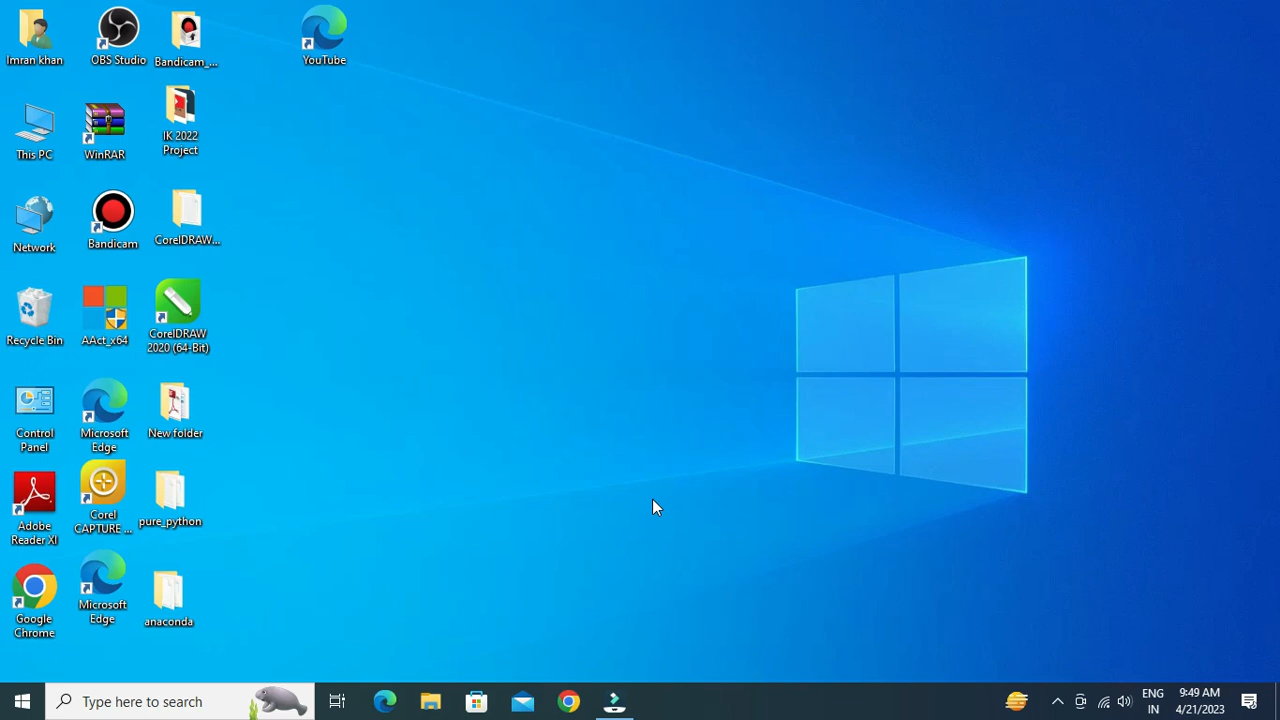 Imran khan
OBS Studio
Bandicam_...
YouTube
This PC
WinRAR
IK 2022
Project
Network
Bandicam
CorelDRAW...
Recycle Bin
AAct_x64
CorelDRAW
2020 (64-Bit)
Control
Panel
Microsoft
Edge
New folder
Adobe
Reader XI
Corel
CAPTURE ...
pure_python
Google
Chrome
Microsoft
Edge
anaconda
Type here to search
ENG
IN
9:49 AM
4/21/2023